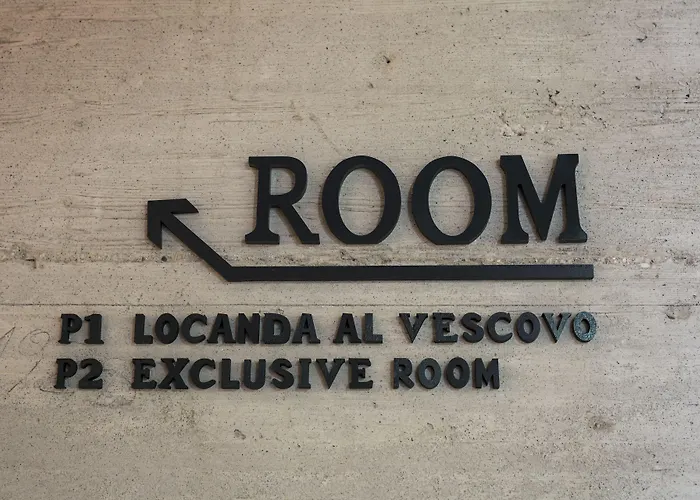 ROOM
P1 LOCANDA AL VESCOVO
P2 EXCLUSIVE ROOM